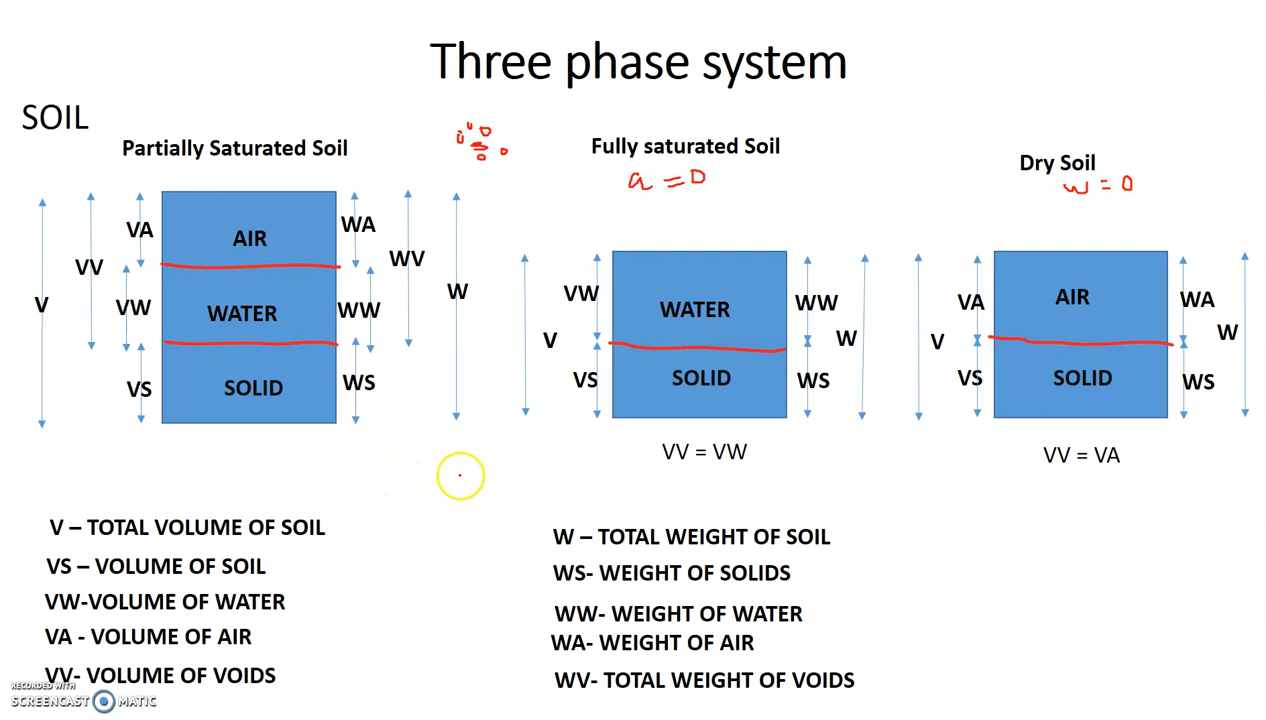 Three phase system
SOIL
Partially Saturated Soil
Fully saturated Soil
a = 0
Dry Soil
w = 0
V
VV
VA
VW
VS
AIR
WATER
SOLID
WA
WW
WS
WV
W
V
VW
VS
WATER
SOLID
WW
WS
W
VV = VW
V
VA
VS
AIR
SOLID
WA
WS
W
VV = VA
V – TOTAL VOLUME OF SOIL
VS – VOLUME OF SOIL
VW-VOLUME OF WATER
VA - VOLUME OF AIR
VV- VOLUME OF VOIDS
W – TOTAL WEIGHT OF SOIL
WS- WEIGHT OF SOLIDS
WW- WEIGHT OF WATER
WA- WEIGHT OF AIR
WV- TOTAL WEIGHT OF VOIDS
RECORDED WITH
SCREENCAST MATIC